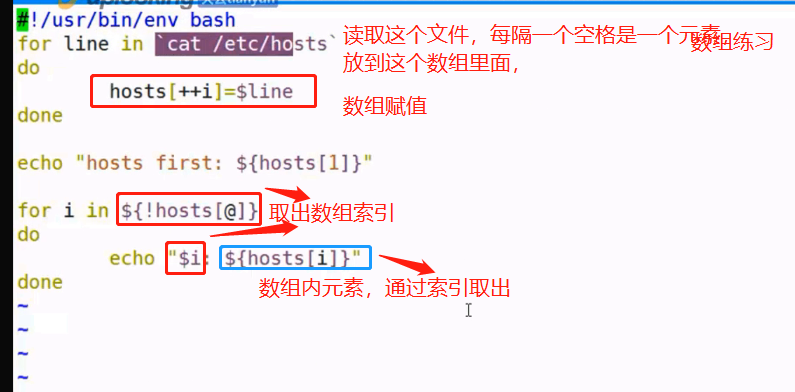 #!/usr/bin/env bash
for line in `cat /etc/hosts`
读取这个文件，每隔一个空格是一个元素
数组练习
do
放到这个数组里面，
hosts[++i]=$line
数组赋值
done
echo "hosts first: ${hosts[1]}"
for i in ${!hosts[@]}
取出数组索引
do
echo "$i: ${hosts[i]}"
done
数组内元素，通过索引取出
~
~
~
~